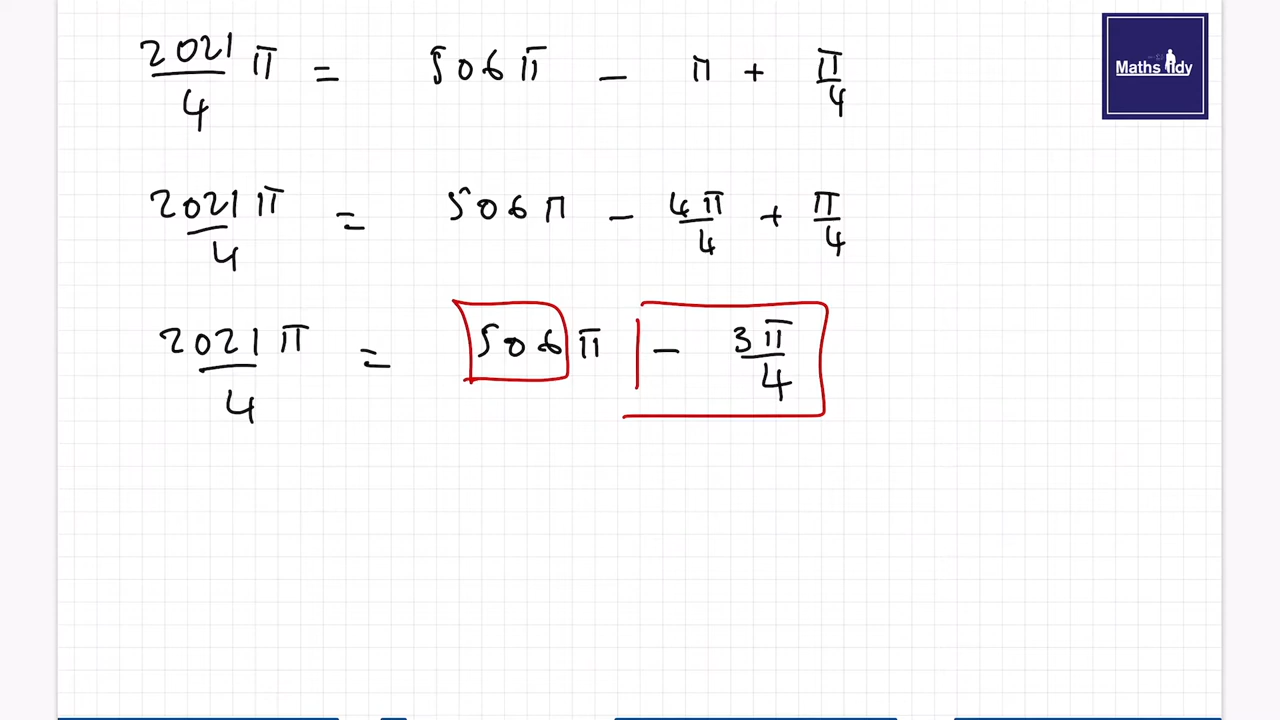 2021/4 π = 506π − π + π/4
Maths Tidy
2021π/4 = 506π − 4π/4 + π/4
2021π/4 = 506π − 3π/4